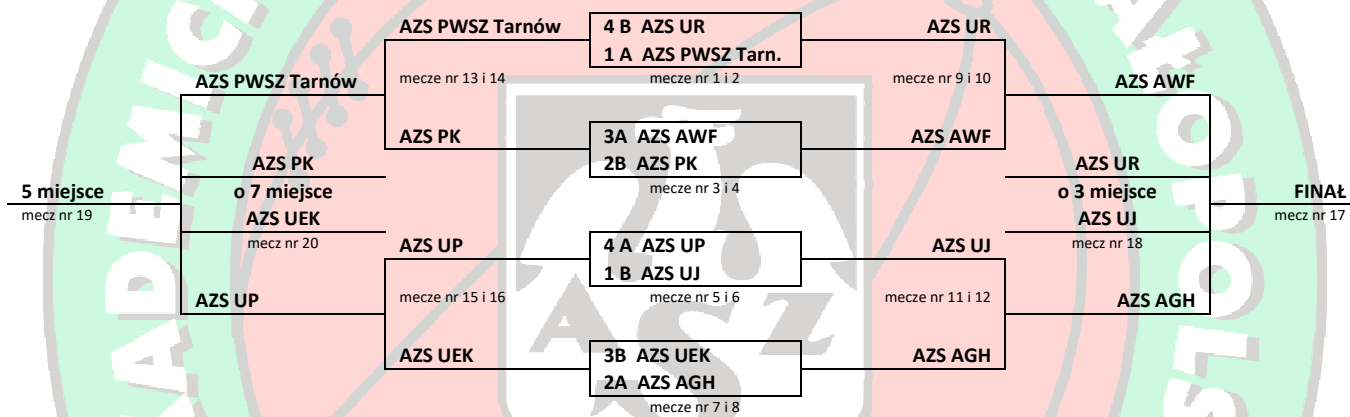 AZS PWSZ Tarnów 4 B AZS UR AZS UR
1 A AZS PWSZ Tarn.
AZS PWSZ Tarnów mecze nr 13 i 14 mecze nr 1 i 2 mecze nr 9 i 10 AZS AWF
AZS PK 3A AZS AWF AZS AWF
AZS PK 2B AZS PK AZS UR
5 miejsce o 7 miejsce mecze nr 3 i 4 o 3 miejsce FINAŁ
mecz nr 19 AZS UEK AZS UJ mecz nr 17
mecz nr 20 AZS UP 4 A AZS UP AZS UJ mecz nr 18
1 B AZS UJ
AZS UP mecze nr 15 i 16 mecze nr 5 i 6 mecze nr 11 i 12 AZS AGH
AZS UEK 3B AZS UEK AZS AGH
2A AZS AGH
mecze nr 7 i 8
ASZ